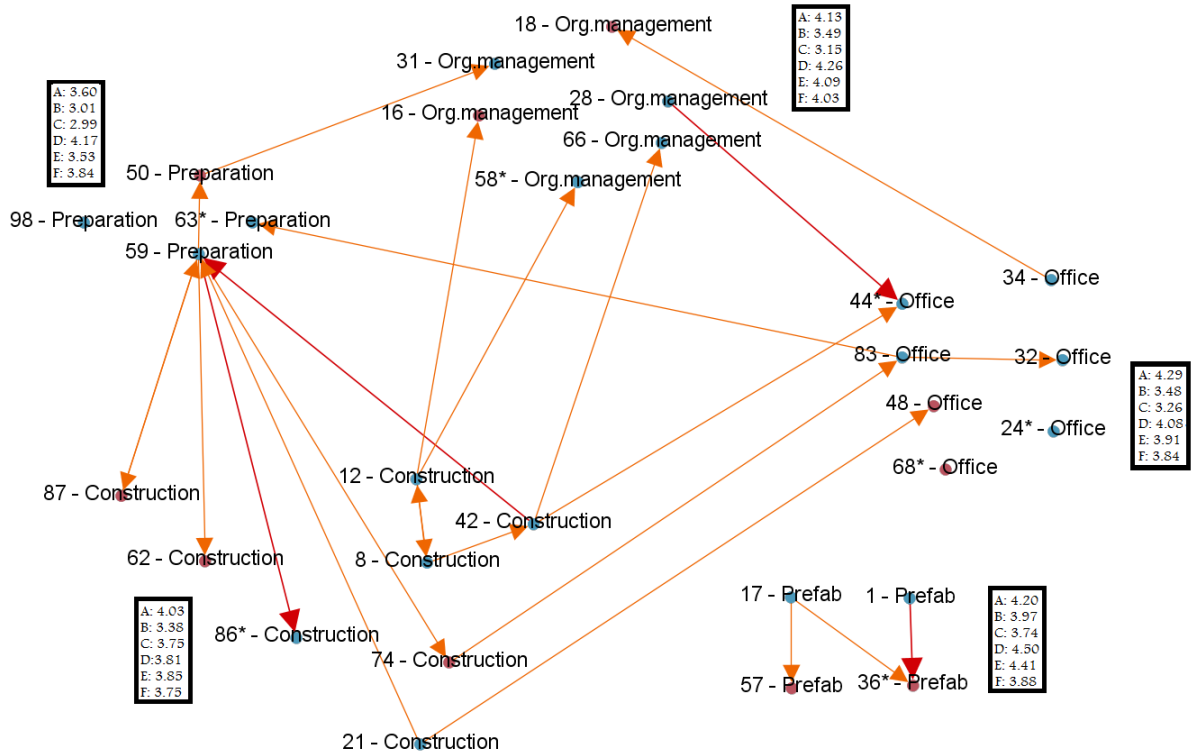 18 - Org.management
A: 4.13
B: 3.49
C: 3.15
D: 4.26
E: 4.09
F: 4.03
31 - Org.management
A: 3.60
B: 3.01
C: 2.99
D: 4.17
E: 3.53
F: 3.84
28 - Org.management
16 - Org.management
66 - Org.management
50 - Preparation
58* - Org.management
98 - Preparation
63* - Preparation
59 - Preparation
34 - Office
44* - Office
83 - Office
32 - Office
A: 4.29
B: 3.48
C: 3.26
D: 4.08
E: 3.91
F: 3.84
48 - Office
24* - Office
68* - Office
12 - Construction
87 - Construction
42 - Construction
62 - Construction
8 - Construction
17 - Prefab
1 - Prefab
A: 4.20
B: 3.97
C: 3.74
D: 4.50
E: 4.41
F: 3.88
A: 4.03
B: 3.38
C: 3.75
D:3.81
E: 3.85
F: 3.75
86* - Construction
74 - Construction
57 - Prefab
36* - Prefab
21 - Construction